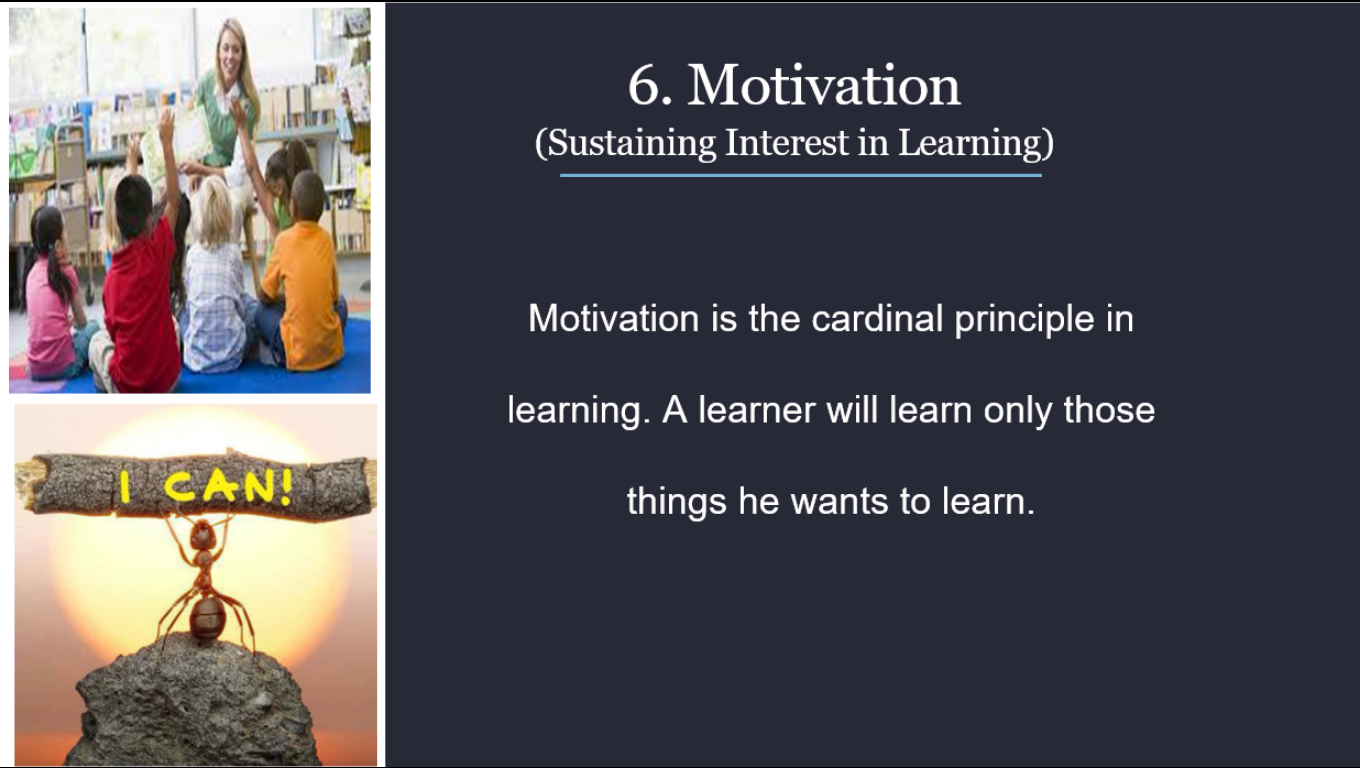 6. Motivation
(Sustaining Interest in Learning)
Motivation is the cardinal principle in
learning. A learner will learn only those
things he wants to learn.
I CAN!